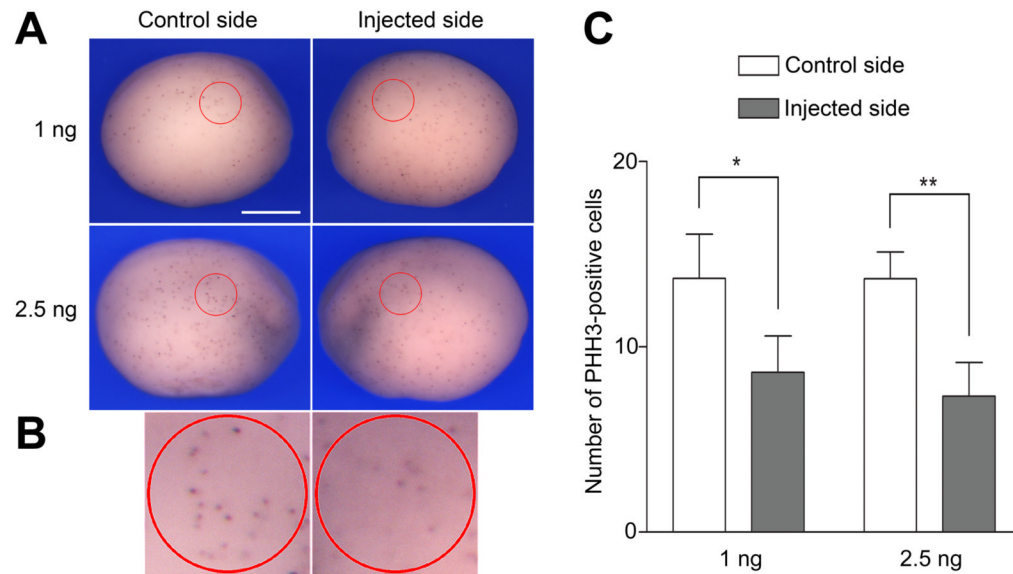 A
Control side
Injected side
1 ng
2.5 ng
B
C
Control side
Injected side
Number of PHH3-positive cells
20
10
0
*
**
1 ng
2.5 ng